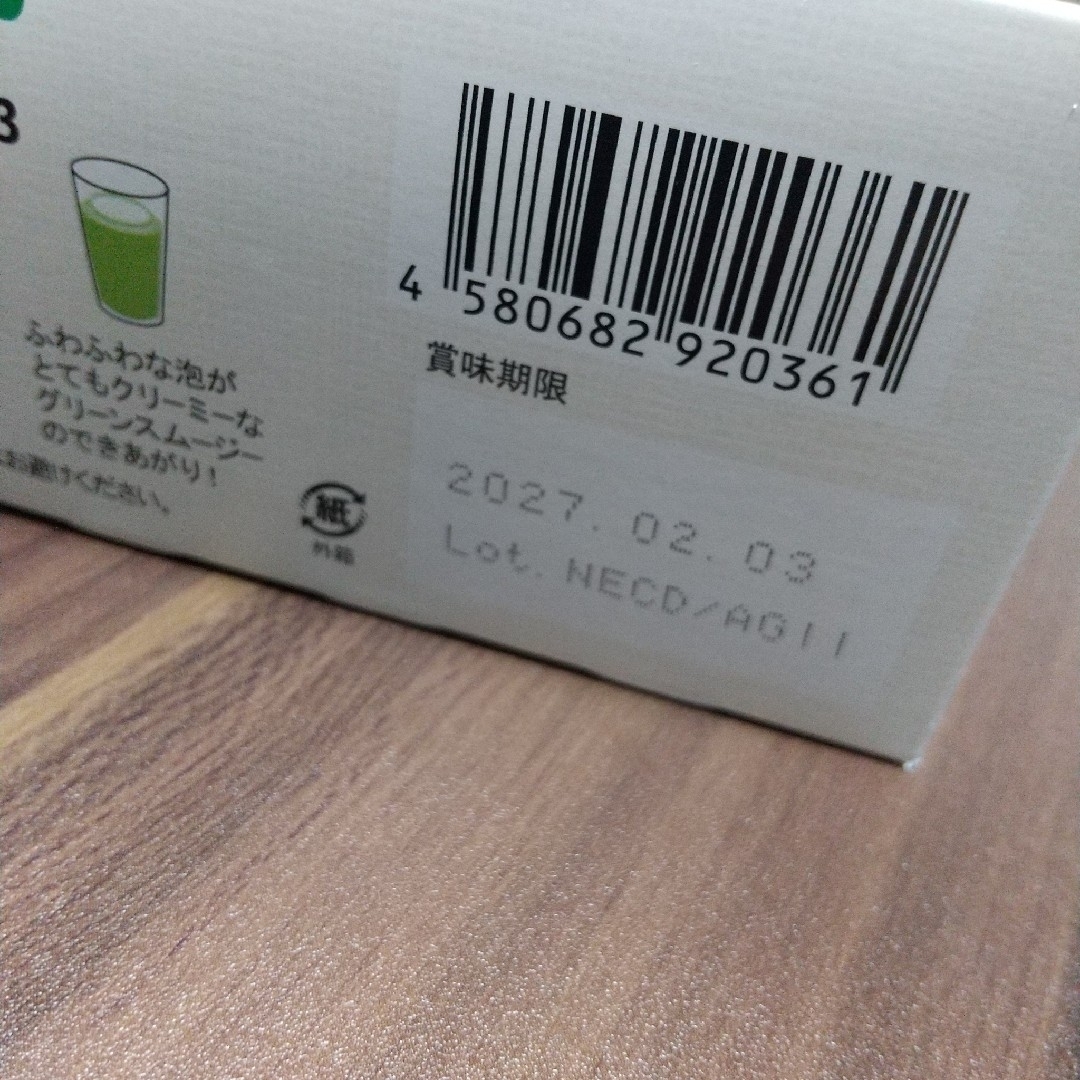 3
ふわふわな泡が
とてもクリーミーな
グリーンスムージー
のできあがり!
お避けください。
紙
外箱
4 580682 920361
賞味期限
2027.02.03
Lot.NECD/AG11